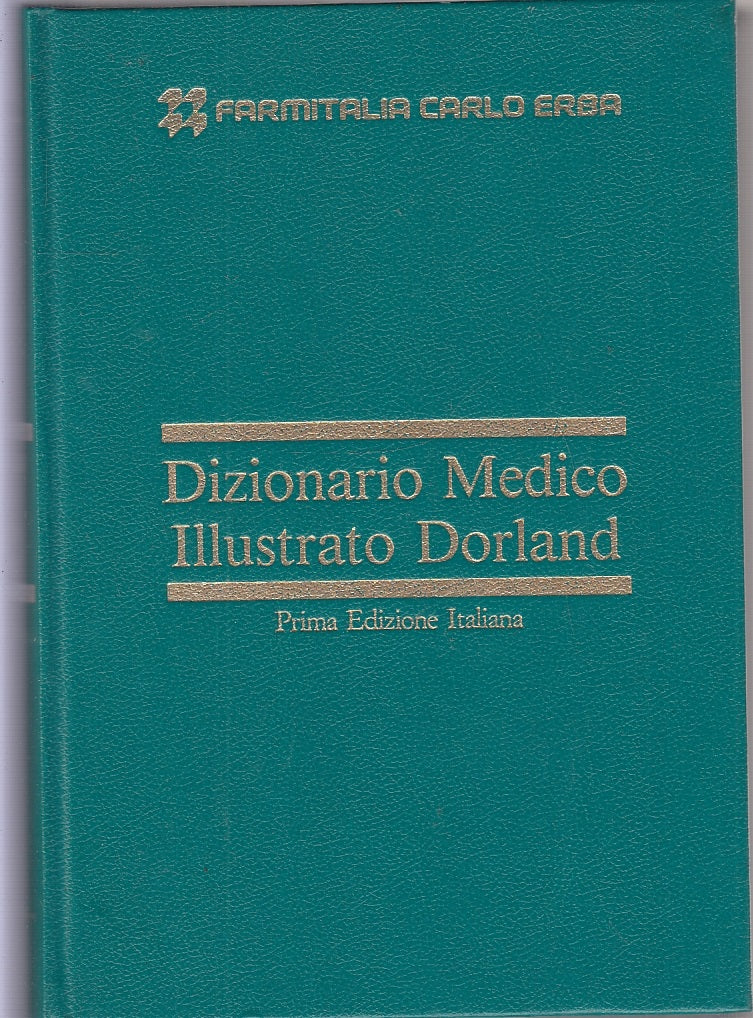 FARMITALIA CARLO ERBA
Dizionario Medico
Illustrato Dorland
Prima Edizione Italiana